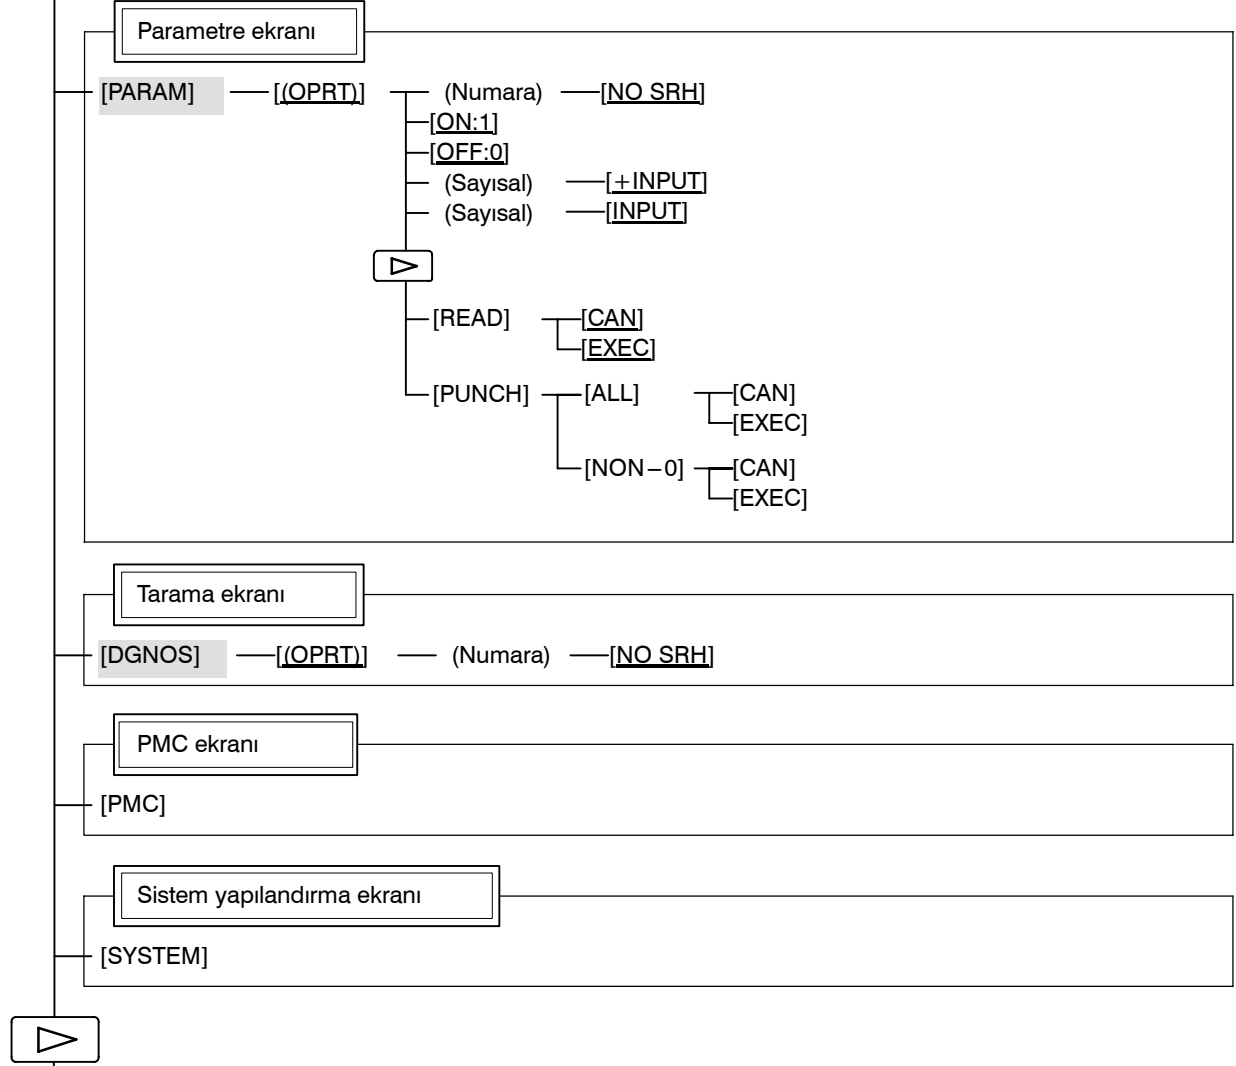 Parametre ekranı
[PARAM] [(OPRT)] (Numara) [NO SRH]
[ON:1]
[OFF:0]
(Sayısal) [+INPUT]
(Sayısal) [INPUT]
[READ] [CAN]
[EXEC]
[PUNCH] [ALL] [CAN]
[EXEC]
[NON−0] [CAN]
[EXEC]
Tarama ekranı
[DGNOS] [(OPRT)] (Numara) [NO SRH]
PMC ekranı
[PMC]
Sistem yapılandırma ekranı
[SYSTEM]